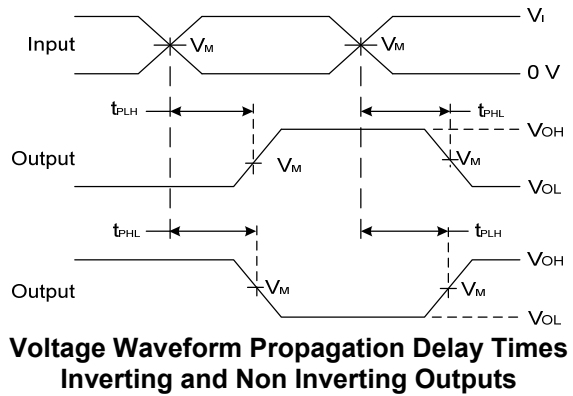 VI
Input VM VM
0 V
tPLH tPHL
VOH
Output VM VM
VOL
tPHL tPLH
VOH
Output VM VM
VOL
Voltage Waveform Propagation Delay Times
Inverting and Non Inverting Outputs